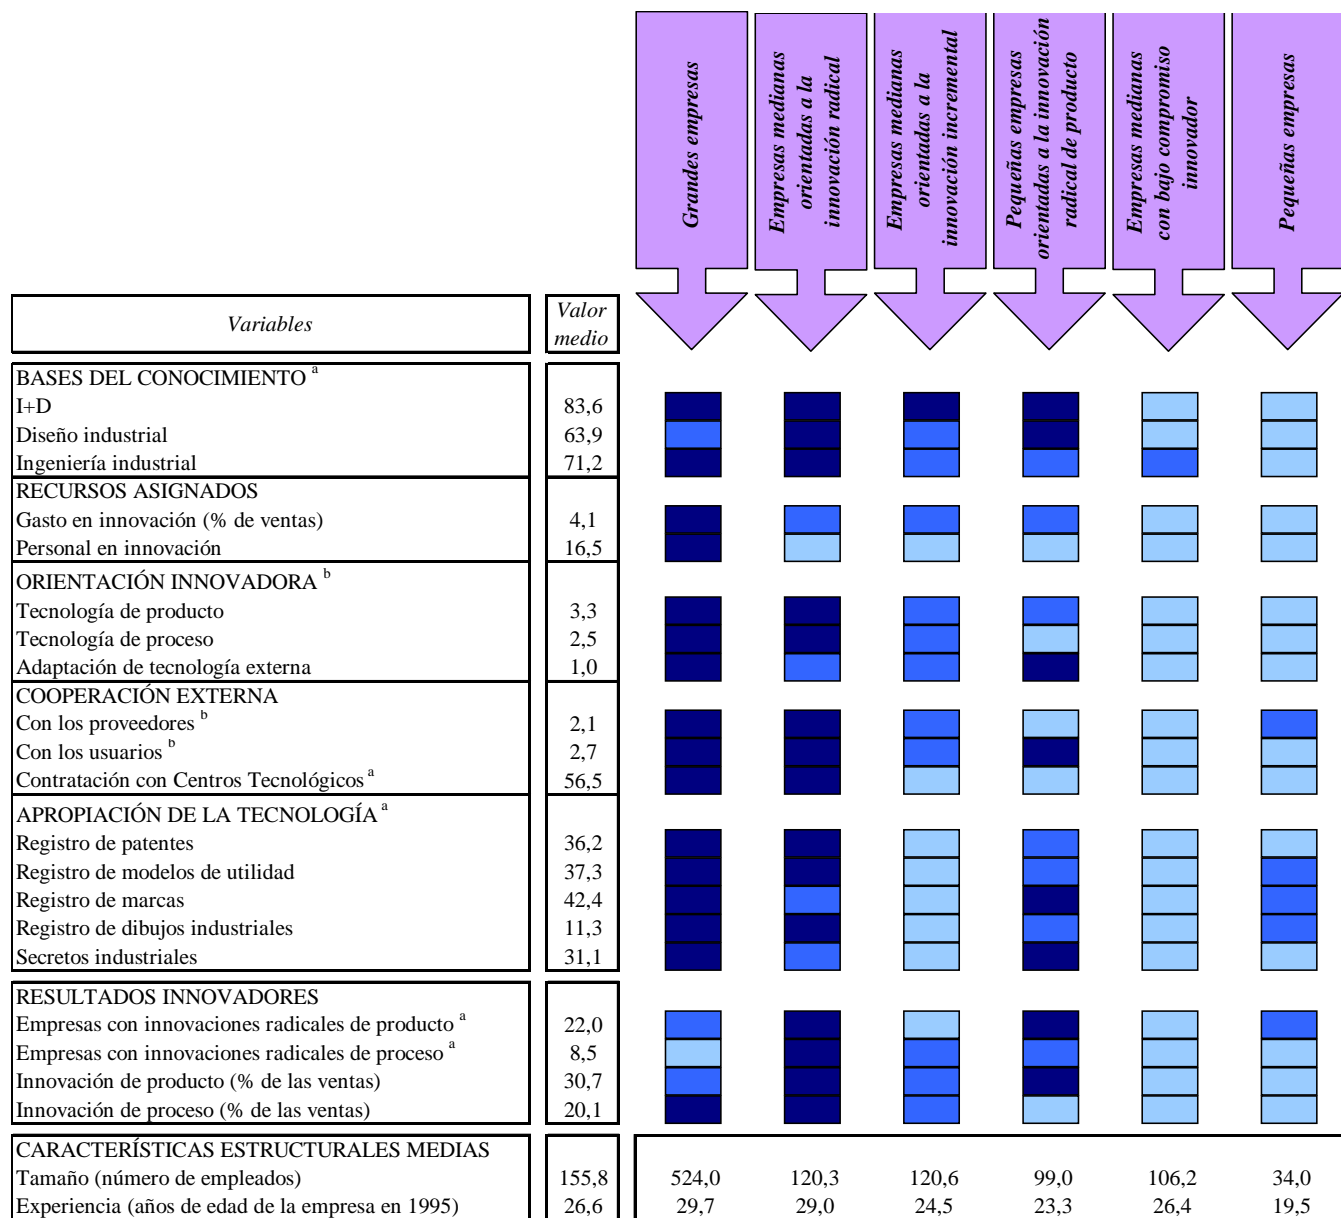 Grandes empresas
Empresas medianas
orientadas a la
innovación radical
Empresas medianas
orientadas a la
innovación incremental
Pequeñas empresas
orientadas a la innovación
radical de producto
Empresas medianas
con bajo compromiso
innovador
Pequeñas empresas
Variables
Valor
medio
BASES DEL CONOCIMIENTO a
I+D 83,6
Diseño industrial 63,9
Ingeniería industrial 71,2
RECURSOS ASIGNADOS
Gasto en innovación (% de ventas) 4,1
Personal en innovación 16,5
ORIENTACIÓN INNOVADORA b
Tecnología de producto 3,3
Tecnología de proceso 2,5
Adaptación de tecnología externa 1,0
COOPERACIÓN EXTERNA
Con los proveedores b 2,1
Con los usuarios b 2,7
Contratación con Centros Tecnológicos a 56,5
APROPIACIÓN DE LA TECNOLOGÍA a
Registro de patentes 36,2
Registro de modelos de utilidad 37,3
Registro de marcas 42,4
Registro de dibujos industriales 11,3
Secretos industriales 31,1
RESULTADOS INNOVADORES
Empresas con innovaciones radicales de producto a 22,0
Empresas con innovaciones radicales de proceso a 8,5
Innovación de producto (% de las ventas) 30,7
Innovación de proceso (% de las ventas) 20,1
CARACTERÍSTICAS ESTRUCTURALES MEDIAS
Tamaño (número de empleados) 155,8 524,0 120,3 120,6 99,0 106,2 34,0
Experiencia (años de edad de la empresa en 1995) 26,6 29,7 29,0 24,5 23,3 26,4 19,5